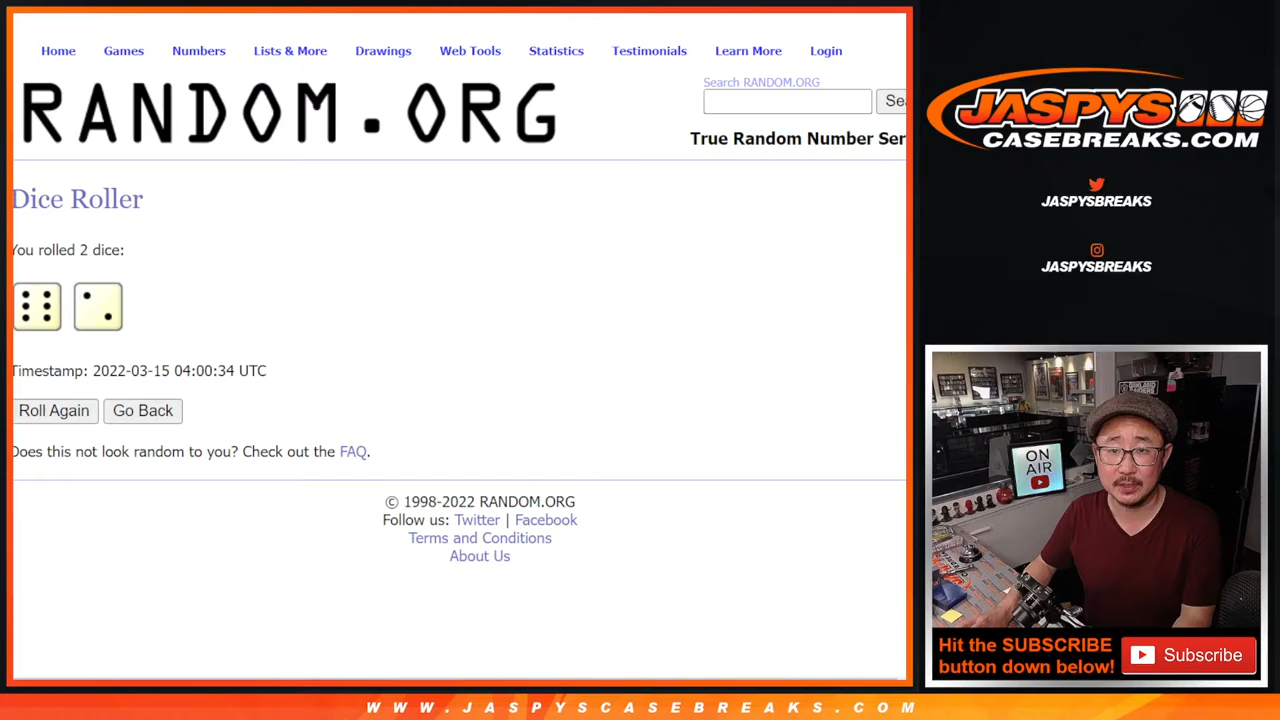 Home Games Numbers Lists & More Drawings Web Tools Statistics Testimonials Learn More Login
RANDOM.ORG
Search RANDOM.ORG
Sea
True Random Number Ser
Dice Roller
You rolled 2 dice:
Timestamp: 2022-03-15 04:00:34 UTC
Roll Again Go Back
Does this not look random to you? Check out the FAQ.
© 1998-2022 RANDOM.ORG
Follow us: Twitter | Facebook
Terms and Conditions
About Us
JASPYS
CASEBREAKS.COM
JASPYSBREAKS
JASPYSBREAKS
ON
AIR
Hit the SUBSCRIBE
button down below!
Subscribe
WWW.JASPYSCASEBREAKS.COM